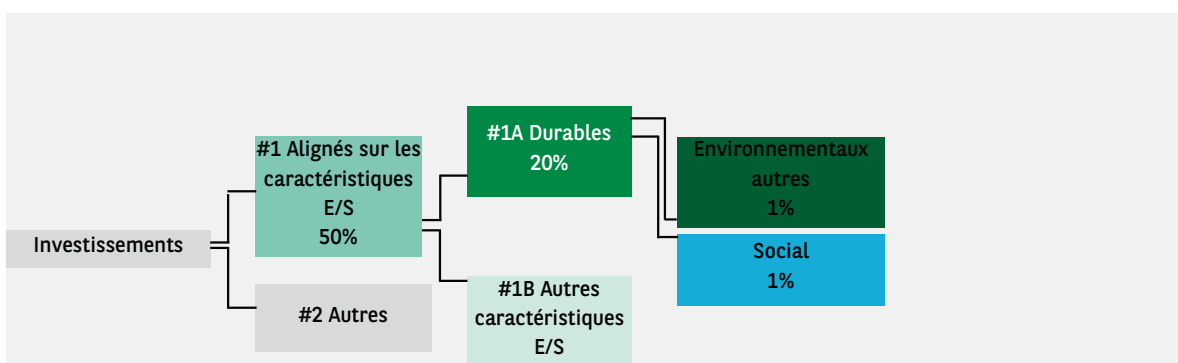 Investissements
#1 Alignés sur les
caractéristiques
E/S
50%
#2 Autres
#1A Durables
20%
#1B Autres
caractéristiques
E/S
Environnementaux
autres
1%
Social
1%